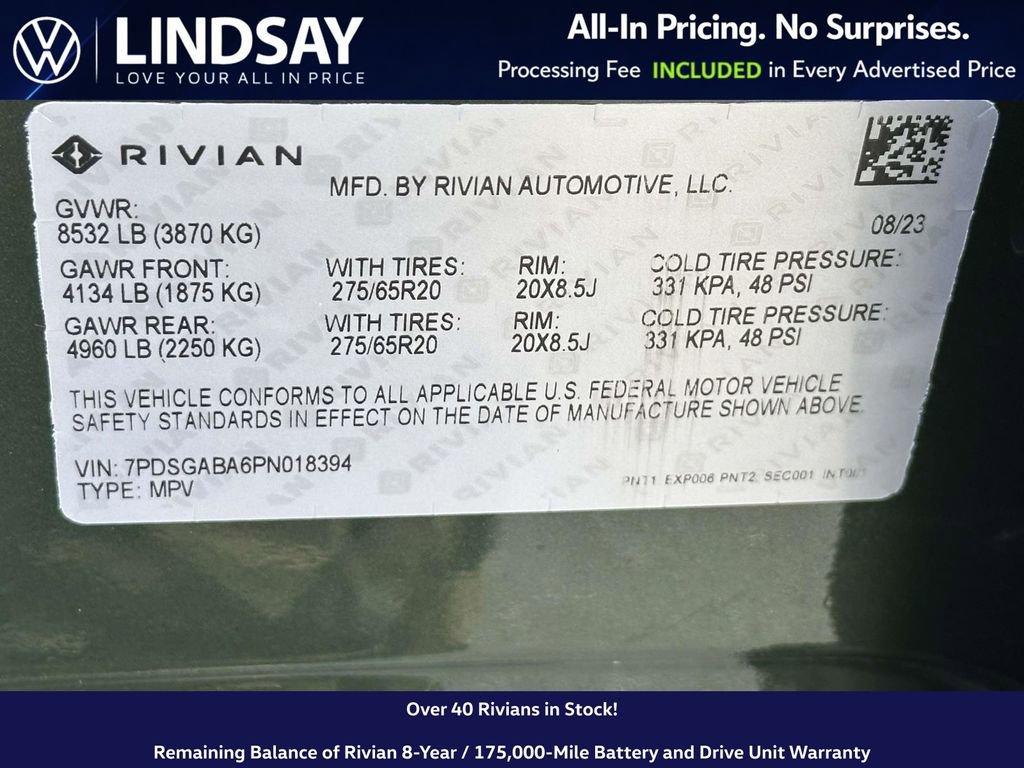 LINDSAY
LOVE YOUR ALL IN PRICE
All-In Pricing. No Surprises.
Processing Fee INCLUDED in Every Advertised Price
RIVIAN
MFD. BY RIVIAN AUTOMOTIVE, LLC.
GVWR:
8532 LB (3870 KG)
08/23
GAWR FRONT: WITH TIRES: RIM: COLD TIRE PRESSURE:
4134 LB (1875 KG) 275/65R20 20X8.5J 331 KPA, 48 PSI
GAWR REAR: WITH TIRES: RIM: COLD TIRE PRESSURE:
4960 LB (2250 KG) 275/65R20 20X8.5J 331 KPA, 48 PSI
THIS VEHICLE CONFORMS TO ALL APPLICABLE U.S. FEDERAL MOTOR VEHICLE
SAFETY STANDARDS IN EFFECT ON THE DATE OF MANUFACTURE SHOWN ABOVE.
VIN: 7PDSGABA6PN018394
TYPE: MPV
PNT1 EXP006 PNT2 SEC001
Over 40 Rivians in Stock!
Remaining Balance of Rivian 8-Year / 175,000-Mile Battery and Drive Unit Warranty